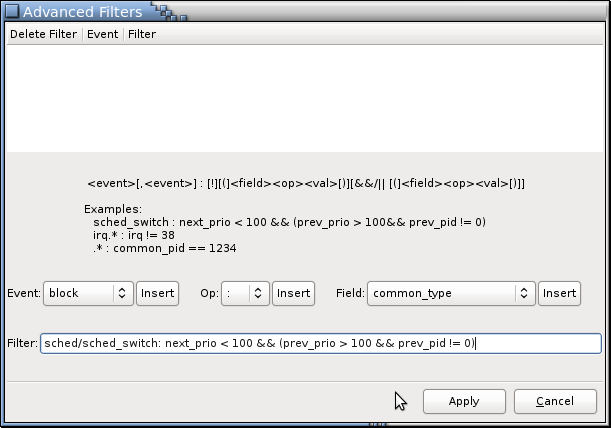 Advanced Filters
Delete Filter Event Filter
<event>[,<event>] : [!][(]<field><op><val>[)][&&/|| [(]<field><op><val>[)]]
Examples:
sched_switch : next_prio < 100 && (prev_prio > 100&& prev_pid != 0)
irq.* : irq != 38
.* : common_pid == 1234
Event: block Insert Op: : Insert Field: common_type Insert
Filter: sched/sched_switch: next_prio < 100 && (prev_prio > 100 && prev_pid != 0)
Apply Cancel